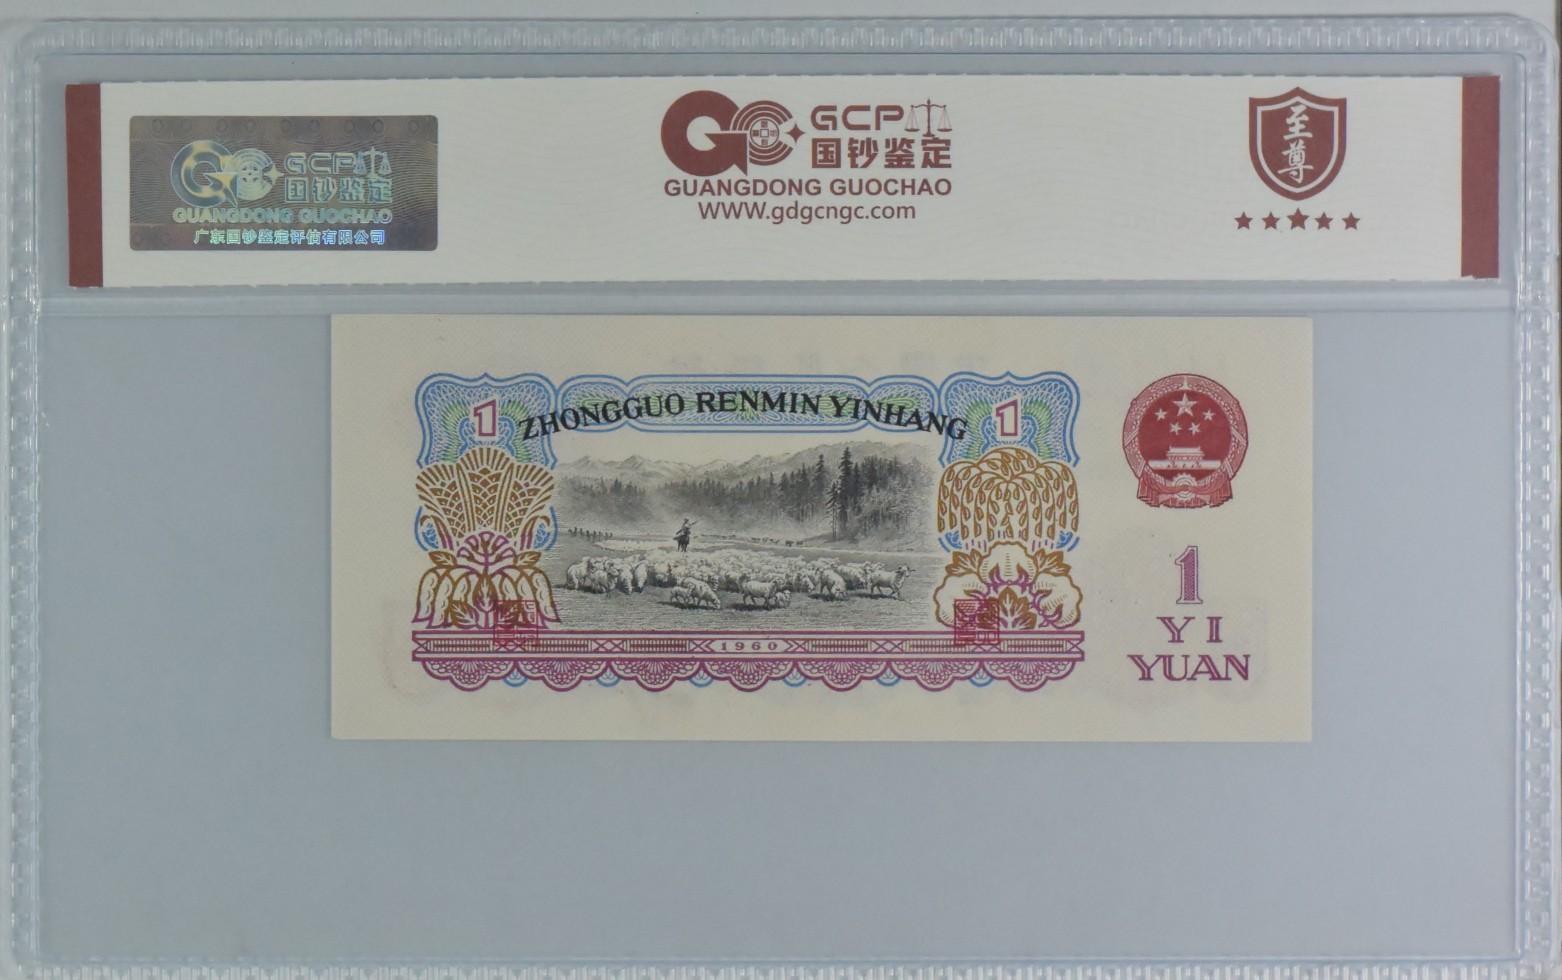 GCP
国钞鉴定
GUANGDONG GUOCHAO
广东国钞鉴定评估有限公司
GCP
国钞鉴定
GUANGDONG GUOCHAO
WWW.gdgcngc.com
至尊
1 ZHONGGUO RENMIN YINHANG 1
1960
1
YI
YUAN